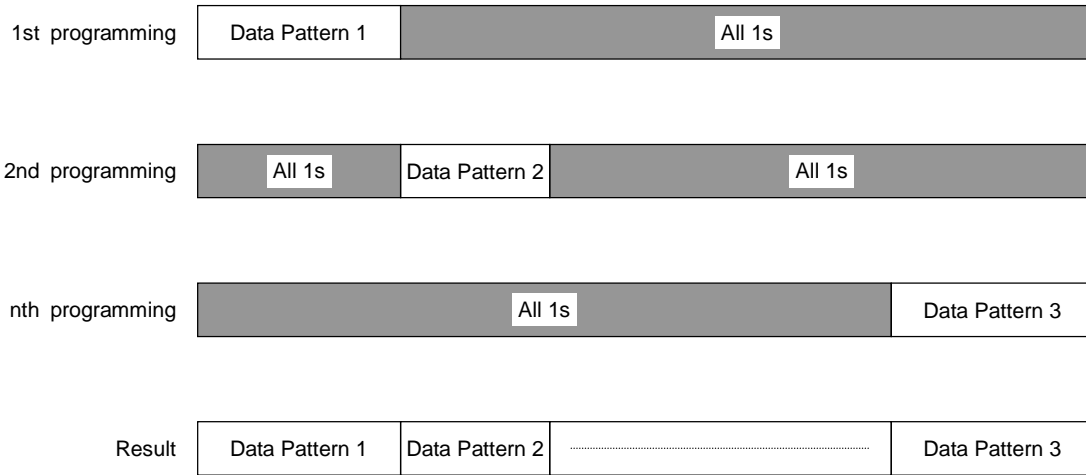 1st programming Data Pattern 1 All 1s
2nd programming All 1s Data Pattern 2 All 1s
nth programming All 1s Data Pattern 3
Result Data Pattern 1 Data Pattern 2 Data Pattern 3